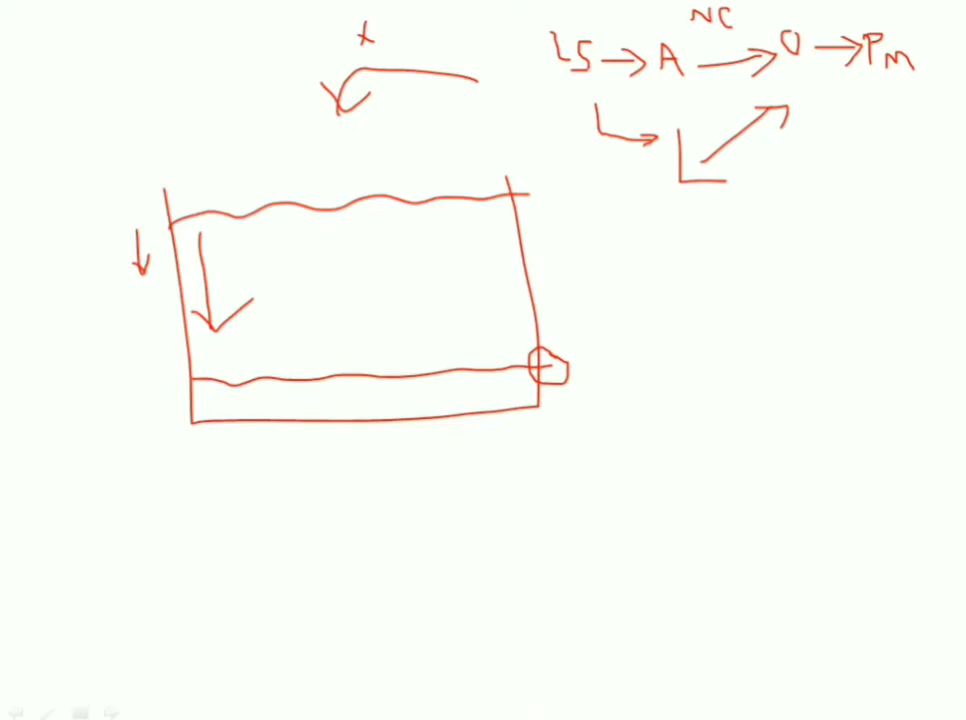 x
NC
LS → A → O → PM
L